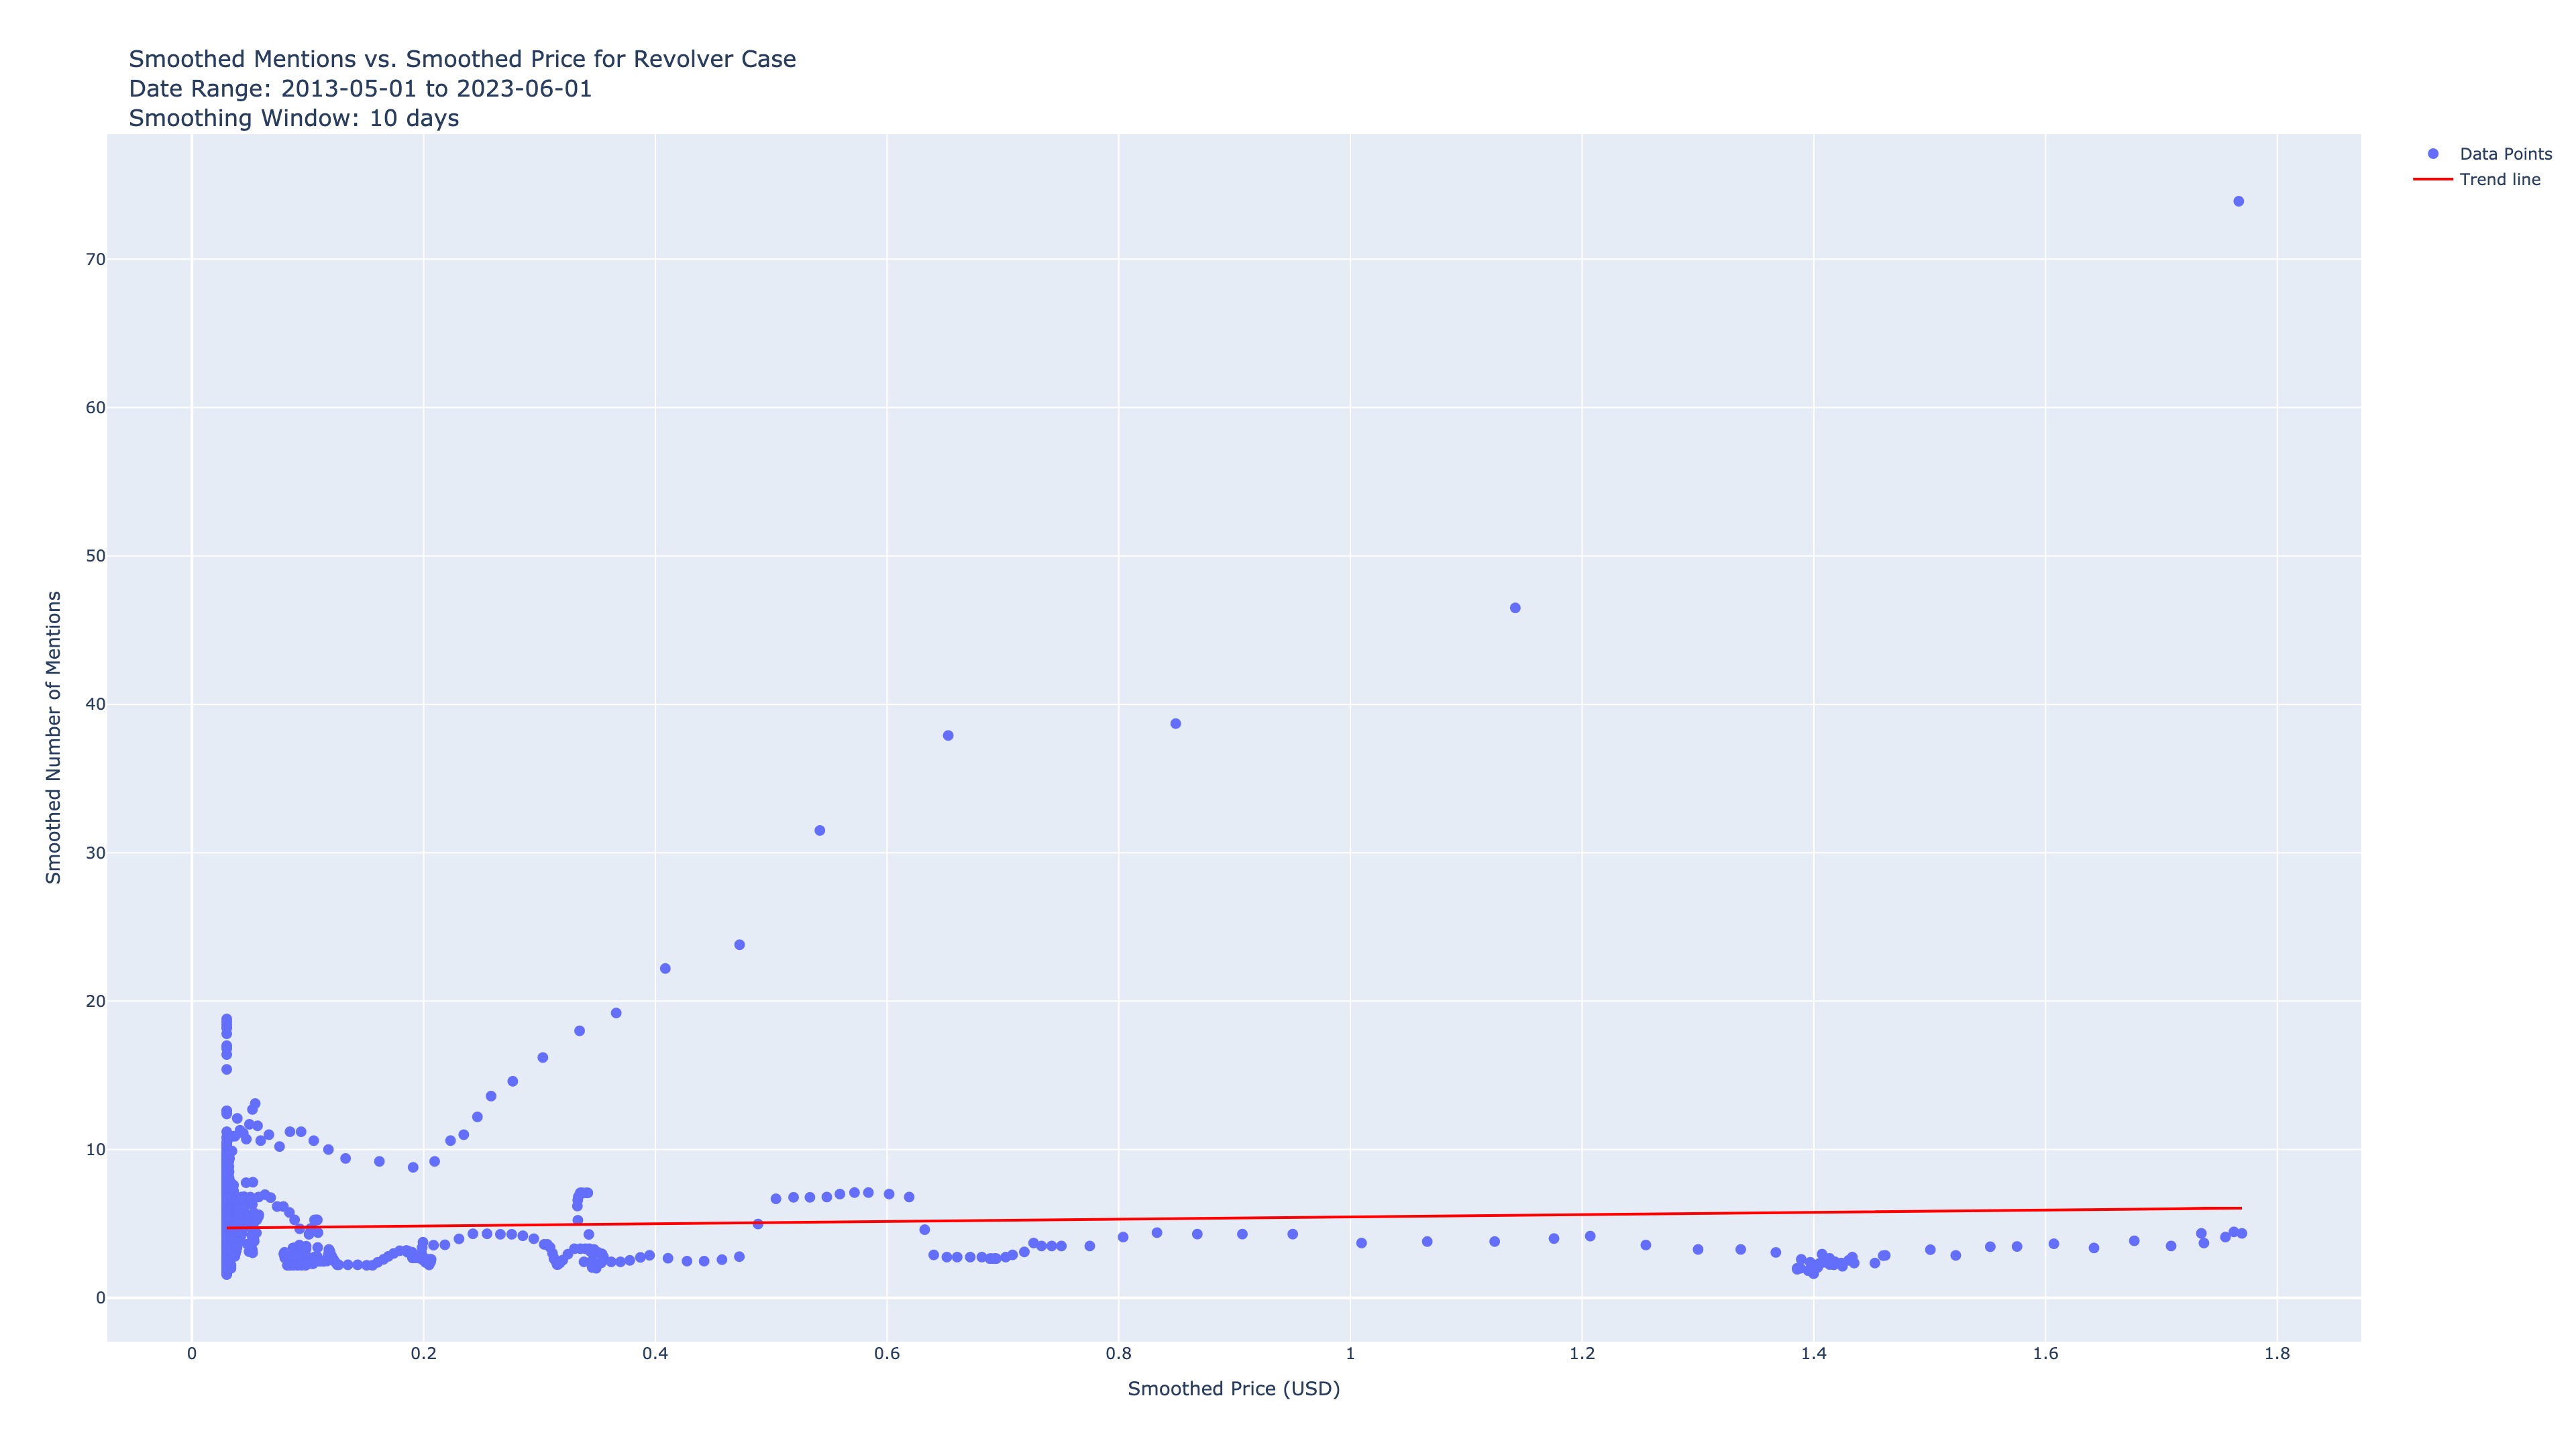 Smoothed Mentions vs. Smoothed Price for Revolver Case
Date Range: 2013-05-01 to 2023-06-01
Smoothing Window: 10 days
Data Points
Trend line
Smoothed Number of Mentions
70
60
50
40
30
20
10
0
0 0.2 0.4 0.6 0.8 1 1.2 1.4 1.6 1.8
Smoothed Price (USD)